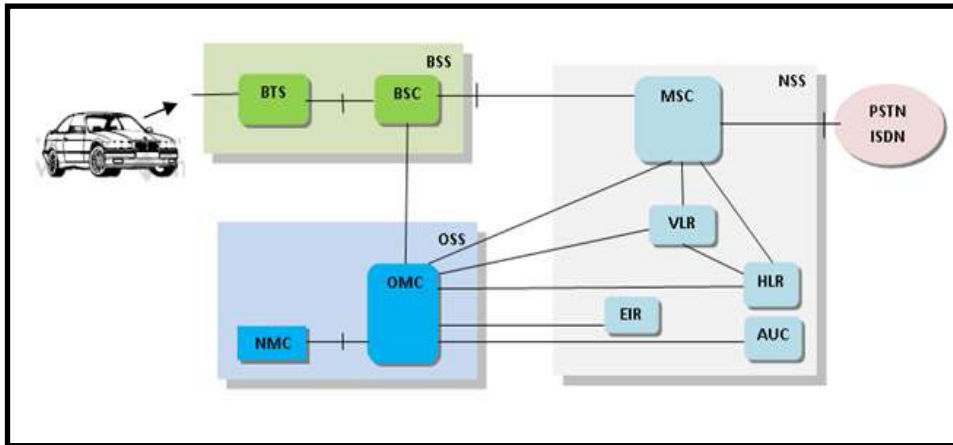 BSS
BTS
BSC
NSS
MSC
PSTN
ISDN
VLR
OSS
OMC
HLR
EIR
NMC
AUC